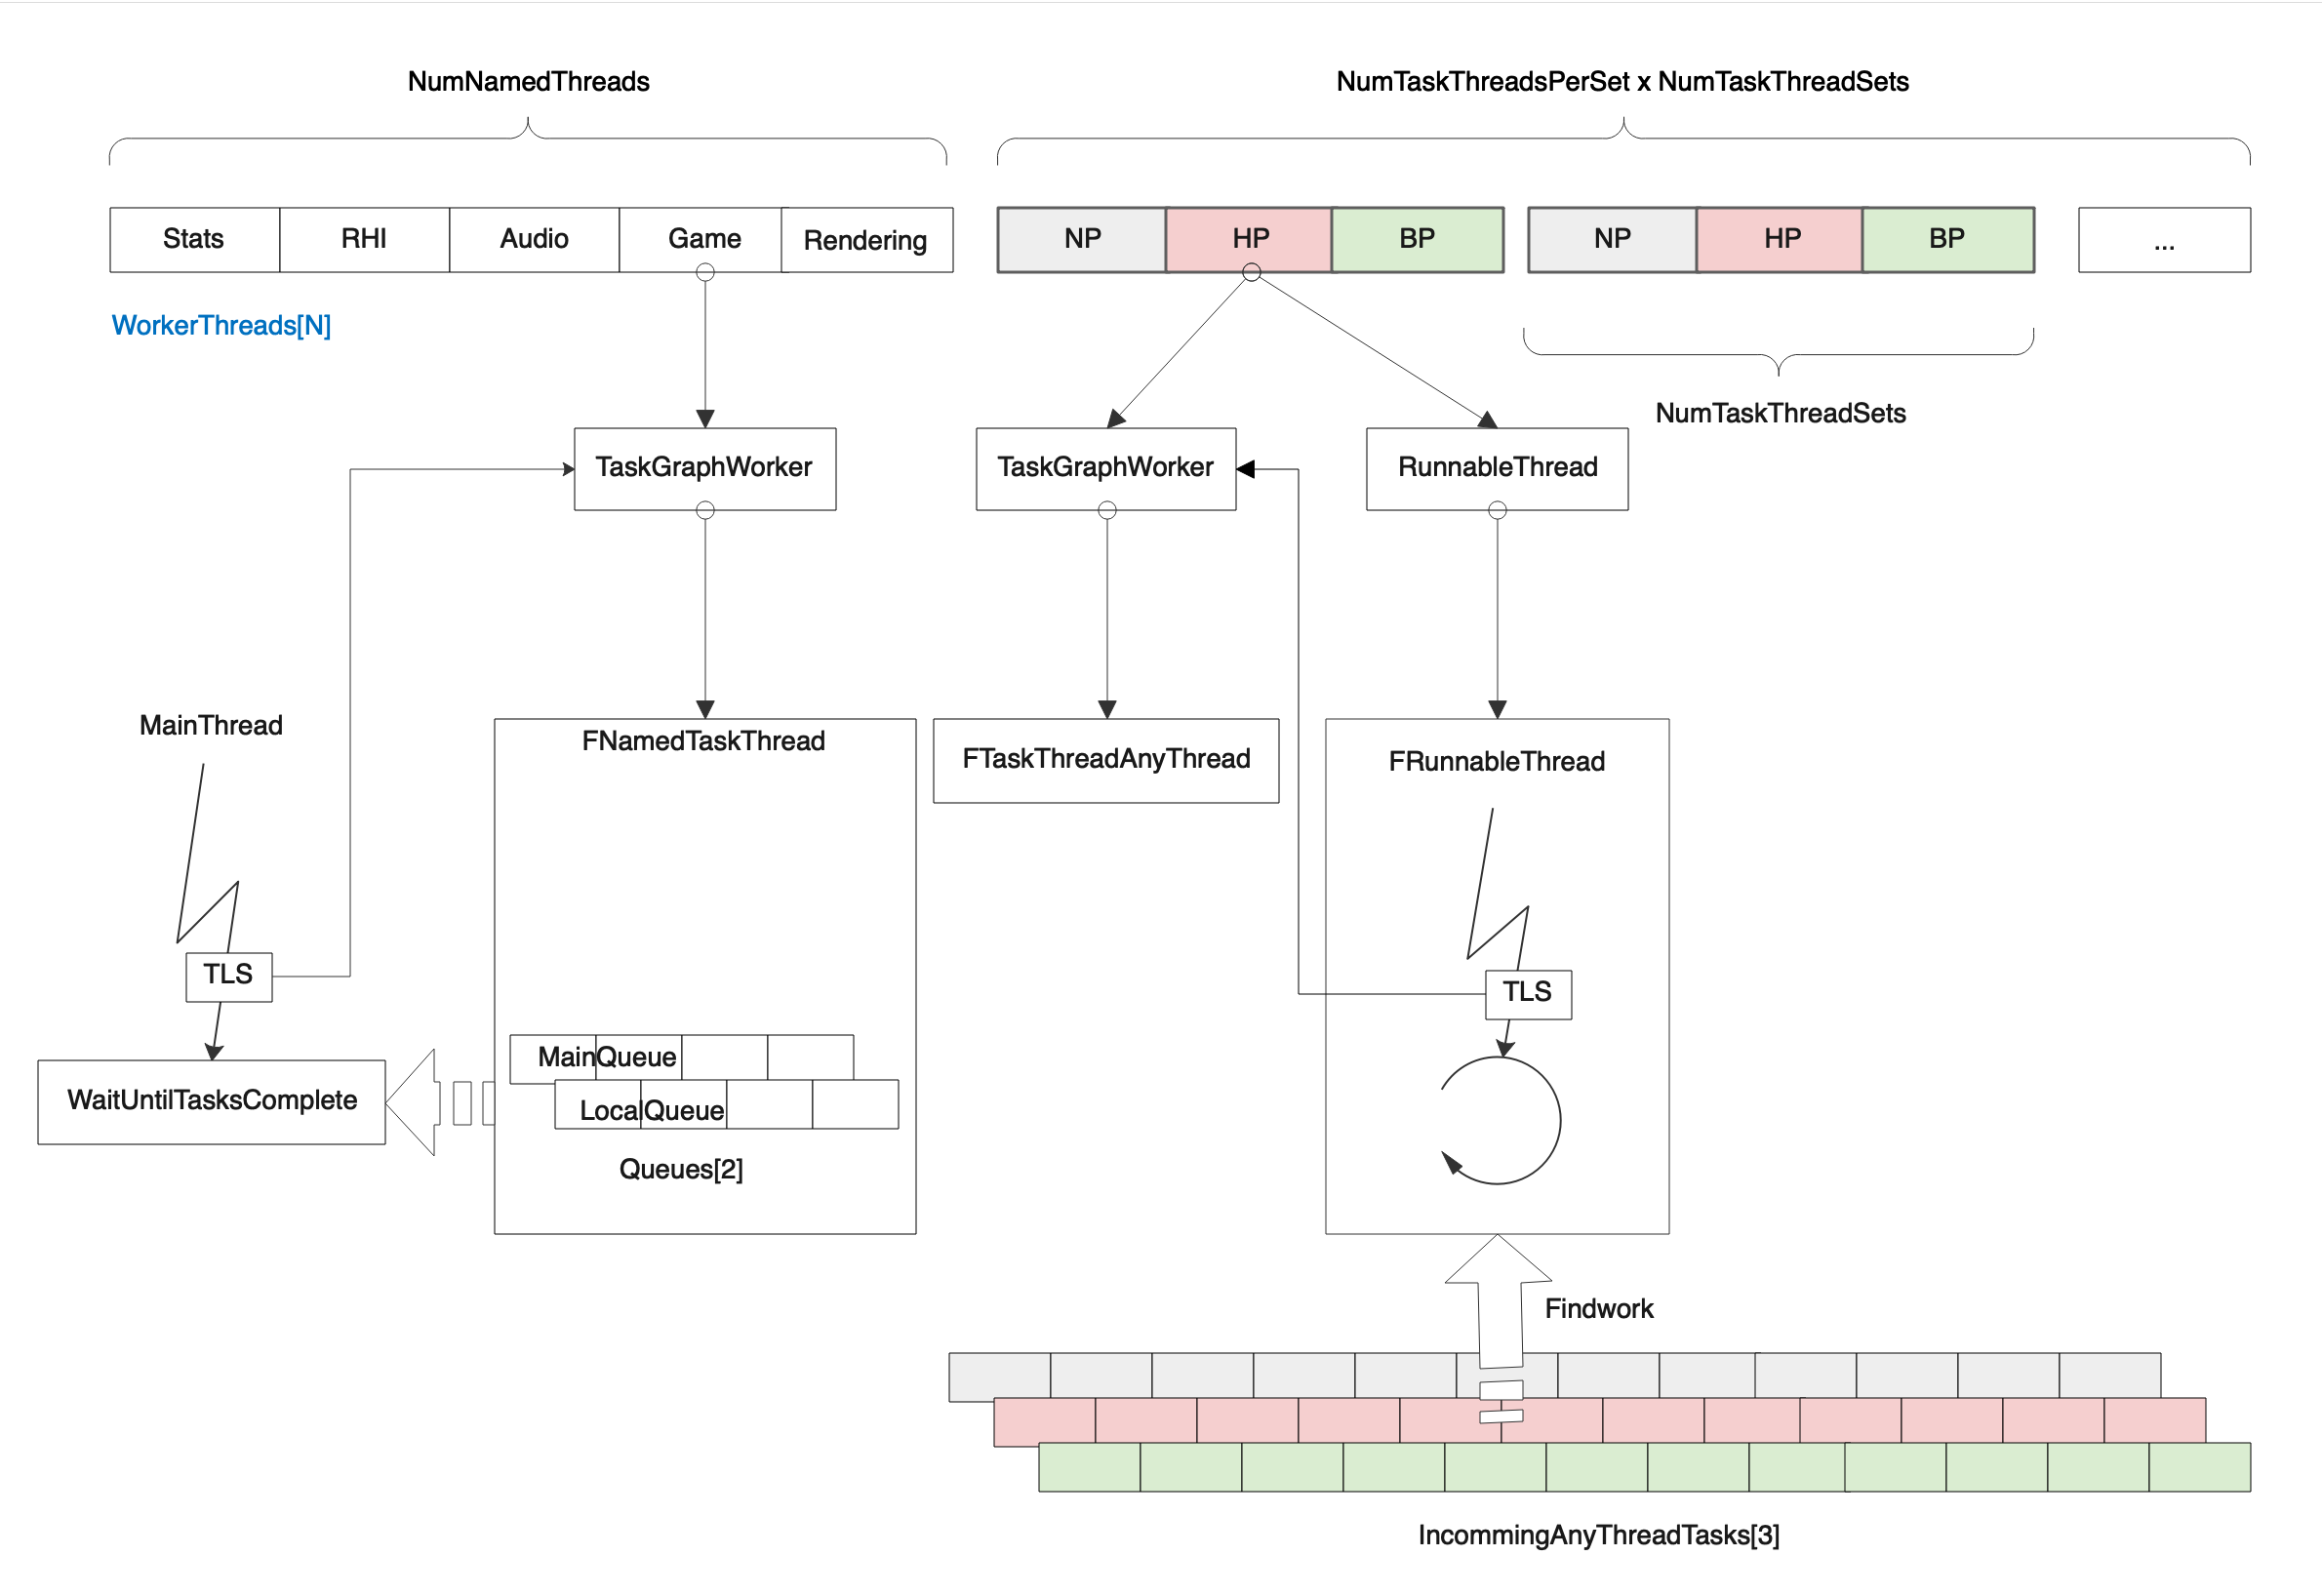 NumNamedThreads
NumTaskThreadsPerSet x NumTaskThreadSets
Stats
RHI
Audio
Game
Rendering
NP
HP
BP
NP
HP
BP
...
WorkerThreads[N]
NumTaskThreadSets
TaskGraphWorker
TaskGraphWorker
RunnableThread
MainThread
FNamedTaskThread
FTaskThreadAnyThread
FRunnableThread
TLS
TLS
MainQueue
WaitUntilTasksComplete
LocalQueue
Queues[2]
Findwork
IncommingAnyThreadTasks[3]